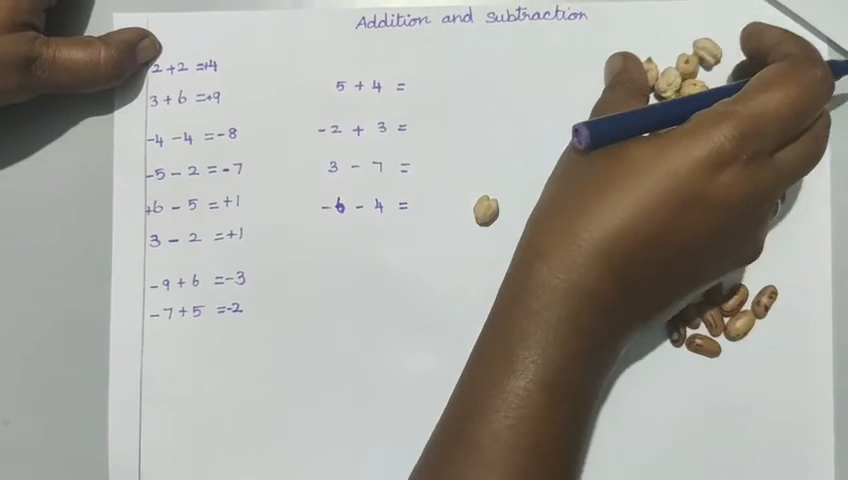 Addition and subtraction
2 + 2 = +4
3 + 6 = +9
-4 - 4 = -8
-5 - 2 = -7
+6 - 5 = +1
3 - 2 = +1
-9 + 6 = -3
-7 + 5 = -2
5 + 4 =
-2 + 3 =
3 - 7 =
-6 - 4 =